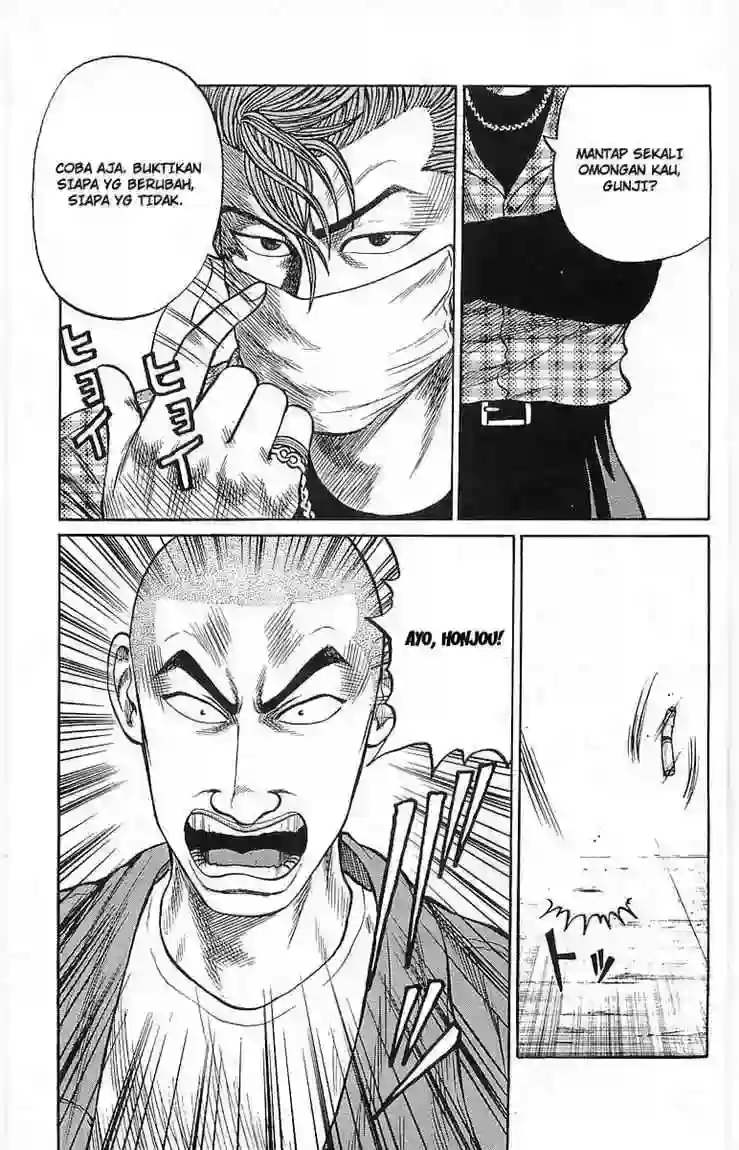 MANTAP SEKALI
OMONGAN KAU,
GUNJI?
COBA AJA. BUKTIKAN
SIAPA YG BERUBAH,
SIAPA YG TIDAK.
ヒョイ
ヒョイ
トッ
AYO, HONJOU!